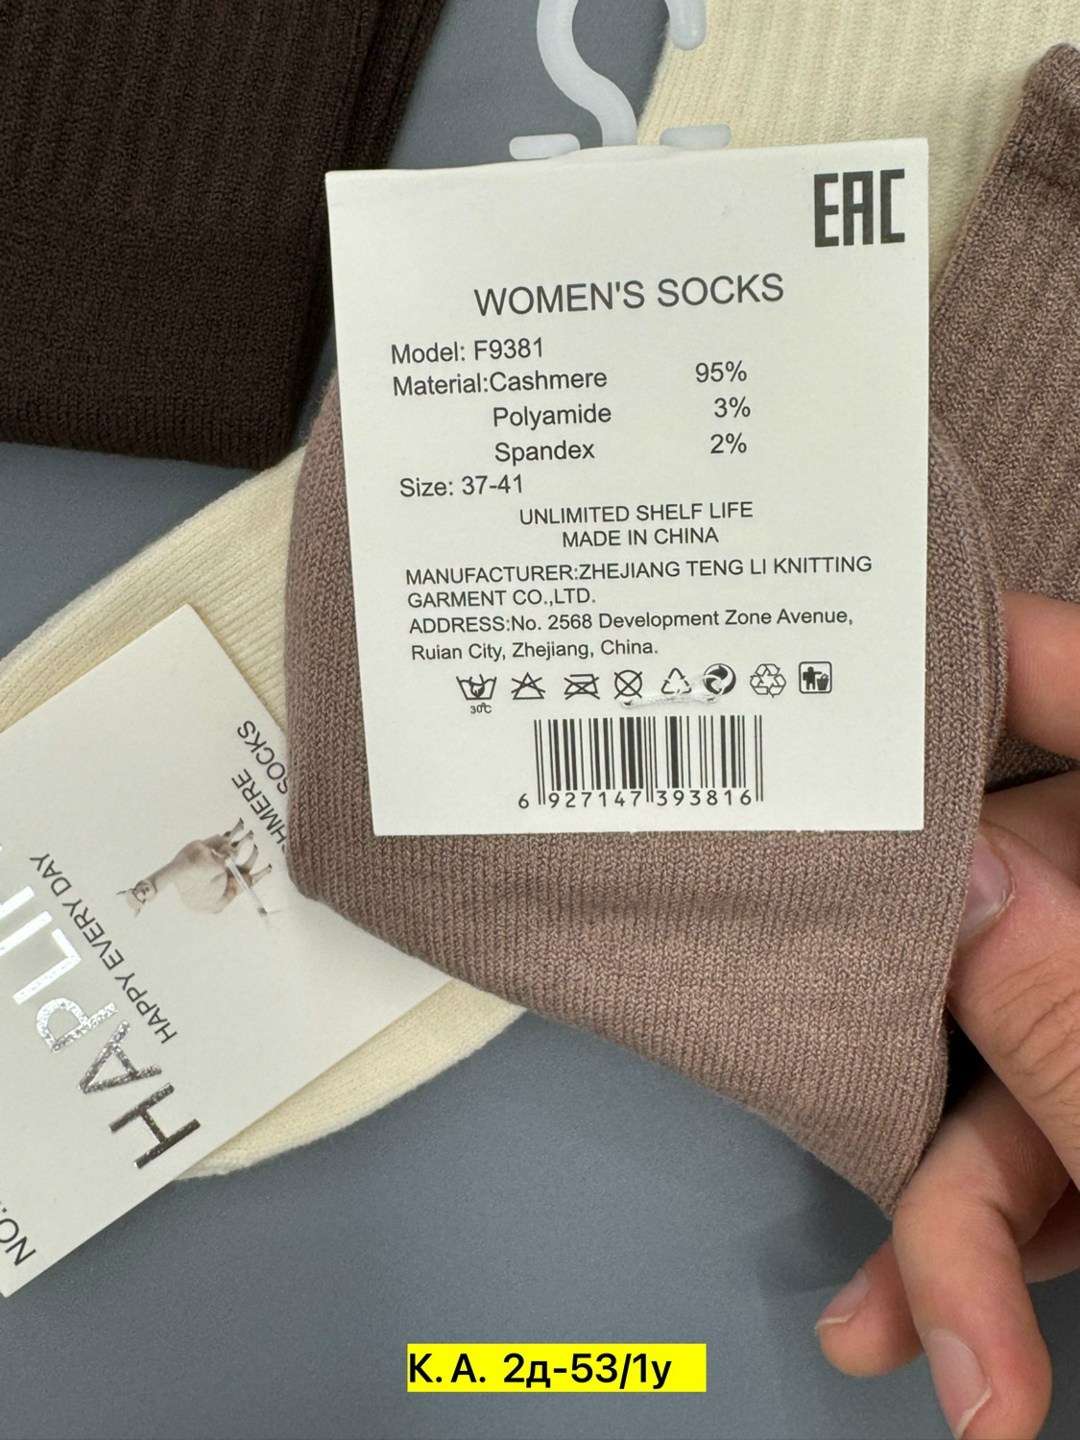 EAC
WOMEN'S SOCKS
Model: F9381
Material:Cashmere 95%
Polyamide 3%
Spandex 2%
Size: 37-41
UNLIMITED SHELF LIFE
MADE IN CHINA
MANUFACTURER:ZHEJIANG TENG LI KNITTING
GARMENT CO.,LTD.
ADDRESS:No. 2568 Development Zone Avenue,
Ruian City, Zhejiang, China.
30℃
6 927147 393816
SOCKS
HAPPY EVERY DAY
NO.
К.А. 2д-53/1у